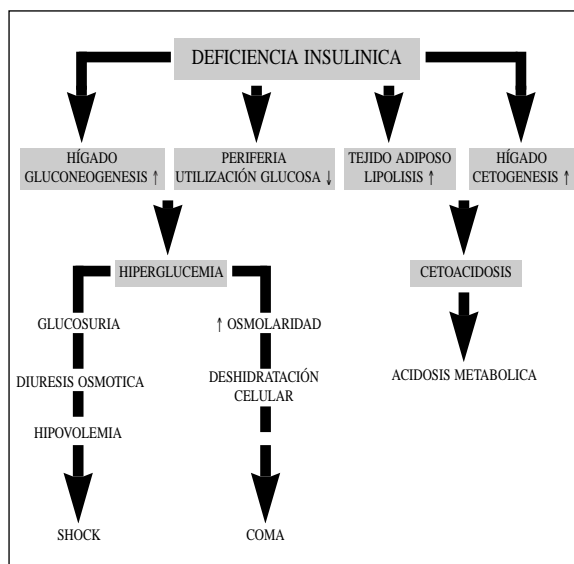 DEFICIENCIA INSULINICA
HÍGADO
GLUCONEOGENESIS ↑
PERIFERIA
UTILIZACIÓN GLUCOSA ↓
TEJIDO ADIPOSO
LIPOLISIS ↑
HÍGADO
CETOGENESIS ↑
HIPERGLUCEMIA
CETOACIDOSIS
GLUCOSURIA
↑ OSMOLARIDAD
DIURESIS OSMOTICA
DESHIDRATACIÓN
CELULAR
ACIDOSIS METABOLICA
HIPOVOLEMIA
SHOCK
COMA